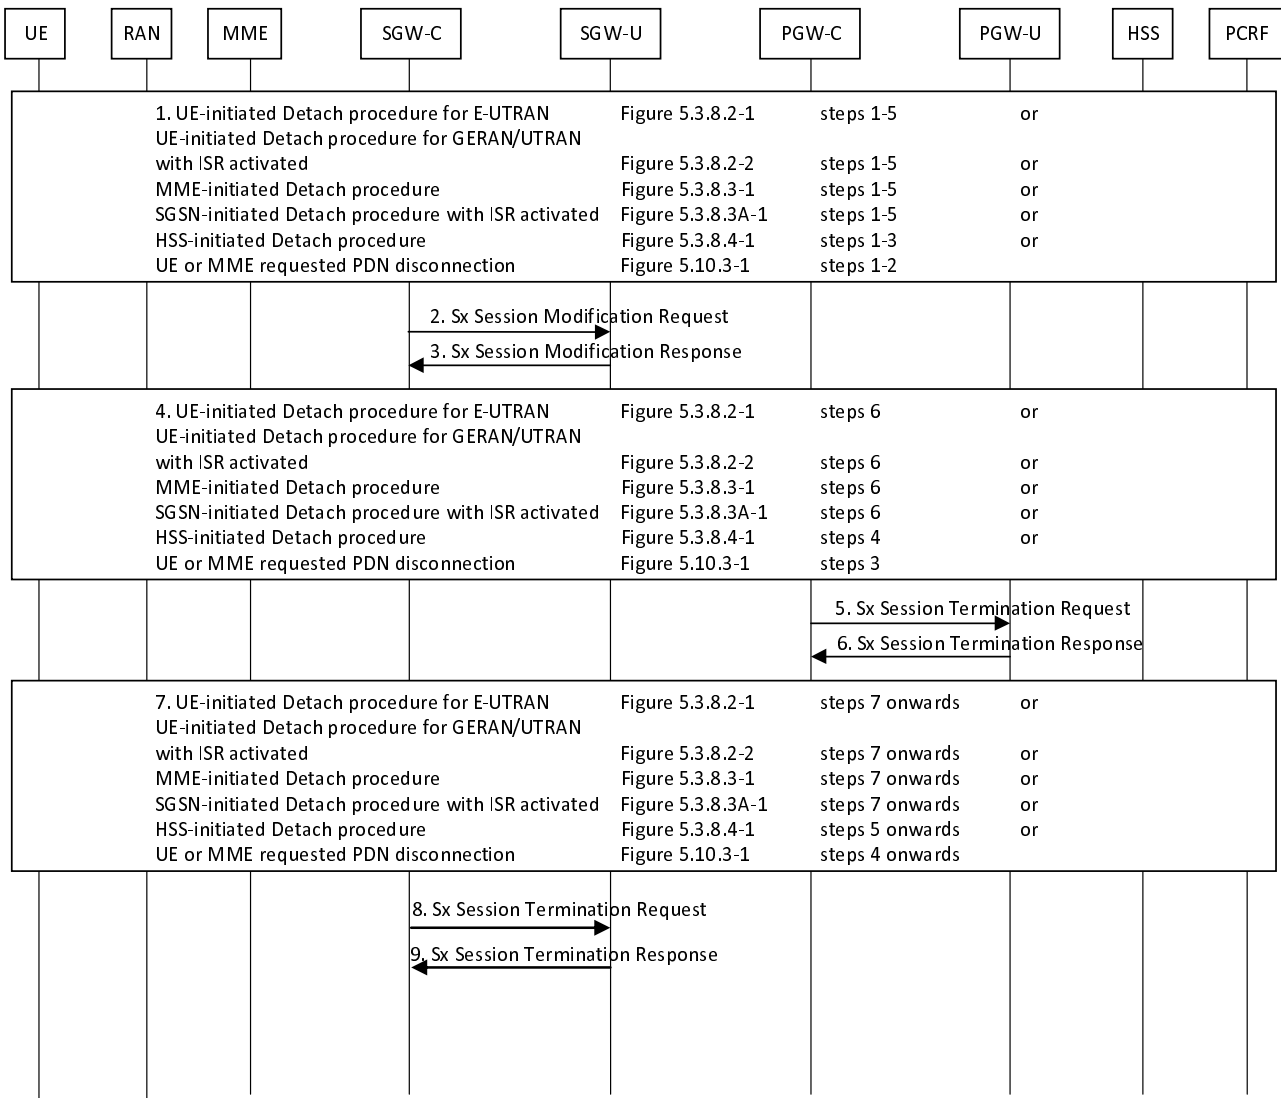 UE RAN MME SGW-C SGW-U PGW-C PGW-U HSS PCRF
1. UE-initiated Detach procedure for E-UTRAN Figure 5.3.8.2-1 steps 1-5 or
UE-initiated Detach procedure for GERAN/UTRAN
with ISR activated Figure 5.3.8.2-2 steps 1-5 or
MME-initiated Detach procedure Figure 5.3.8.3-1 steps 1-5 or
SGSN-initiated Detach procedure with ISR activated Figure 5.3.8.3A-1 steps 1-5 or
HSS-initiated Detach procedure Figure 5.3.8.4-1 steps 1-3 or
UE or MME requested PDN disconnection Figure 5.10.3-1 steps 1-2
2. Sx Session Modification Request
3. Sx Session Modification Response
4. UE-initiated Detach procedure for E-UTRAN Figure 5.3.8.2-1 steps 6 or
UE-initiated Detach procedure for GERAN/UTRAN
with ISR activated Figure 5.3.8.2-2 steps 6 or
MME-initiated Detach procedure Figure 5.3.8.3-1 steps 6 or
SGSN-initiated Detach procedure with ISR activated Figure 5.3.8.3A-1 steps 6 or
HSS-initiated Detach procedure Figure 5.3.8.4-1 steps 4 or
UE or MME requested PDN disconnection Figure 5.10.3-1 steps 3
5. Sx Session Termination Request
6. Sx Session Termination Response
7. UE-initiated Detach procedure for E-UTRAN Figure 5.3.8.2-1 steps 7 onwards or
UE-initiated Detach procedure for GERAN/UTRAN
with ISR activated Figure 5.3.8.2-2 steps 7 onwards or
MME-initiated Detach procedure Figure 5.3.8.3-1 steps 7 onwards or
SGSN-initiated Detach procedure with ISR activated Figure 5.3.8.3A-1 steps 7 onwards or
HSS-initiated Detach procedure Figure 5.3.8.4-1 steps 5 onwards or
UE or MME requested PDN disconnection Figure 5.10.3-1 steps 4 onwards
8. Sx Session Termination Request
9. Sx Session Termination Response